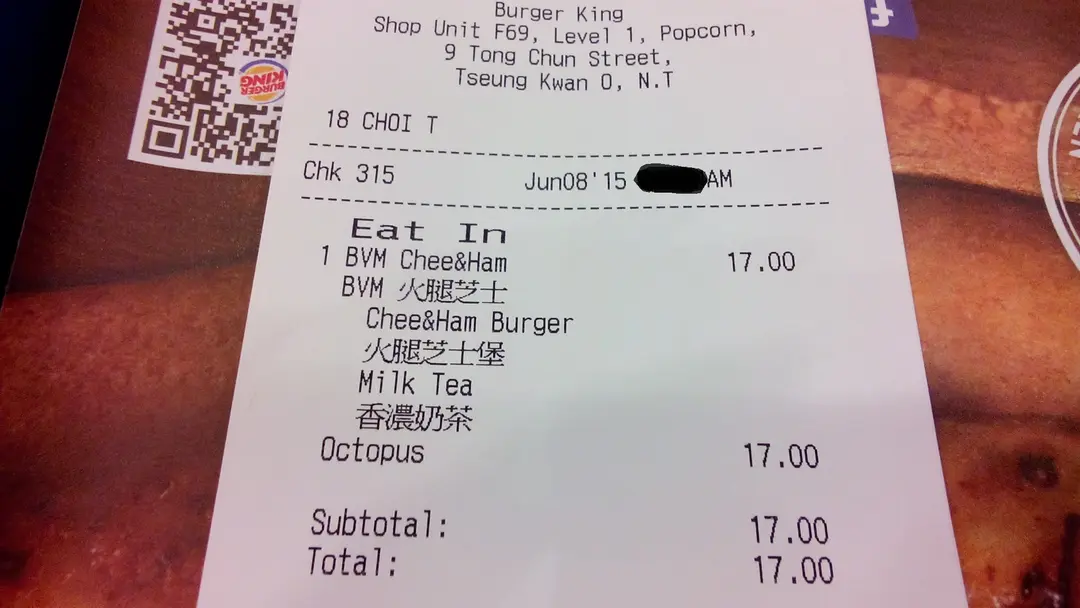 Burger King
Shop Unit F69, Level 1, Popcorn,
9 Tong Chun Street,
Tseung Kwan O, N.T
BURGER KING
18 CHOI T
Chk 315 Jun08'15 AM
Eat In
1 BVM Chee&Ham 17.00
BVM 火腿芝士
Chee&Ham Burger
火腿芝士堡
Milk Tea
香濃奶茶
Octopus 17.00
Subtotal: 17.00
Total: 17.00